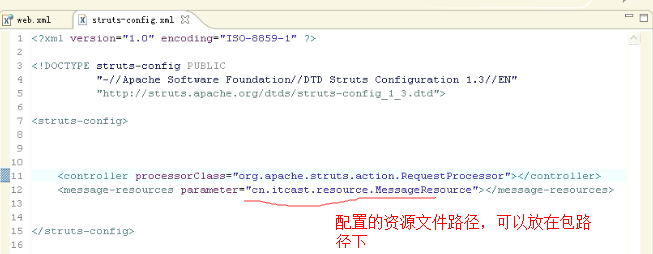 web.xml
struts-config.xml
1 <?xml version="1.0" encoding="ISO-8859-1" ?>
2
3 <!DOCTYPE struts-config PUBLIC
4 "-//Apache Software Foundation//DTD Struts Configuration 1.3//EN"
5 "http://struts.apache.org/dtds/struts-config_1_3.dtd">
6
7 <struts-config>
8
9
10
11 <controller processorClass="org.apache.struts.action.RequestProcessor"></controller>
12 <message-resources parameter="cn.itcast.resource.MessageResource"></message-resources>
13
14
15 </struts-config>
16
配置的资源文件路径，可以放在包路
径下